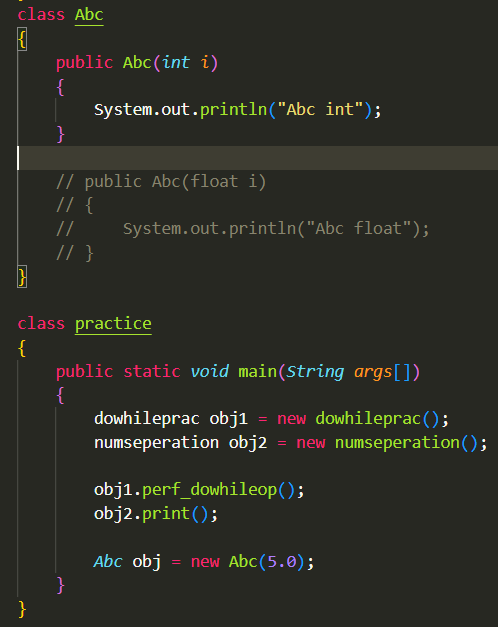 class Abc
{
    public Abc(int i)
    {
        System.out.println("Abc int");
    }

    // public Abc(float i)
    // {
    //     System.out.println("Abc float");
    // }
}

class practice
{
    public static void main(String args[])
    {
        dowhileprac obj1 = new dowhileprac();
        numseperation obj2 = new numseperation();

        obj1.perf_dowhileop();
        obj2.print();

        Abc obj = new Abc(5.0);
    }
}